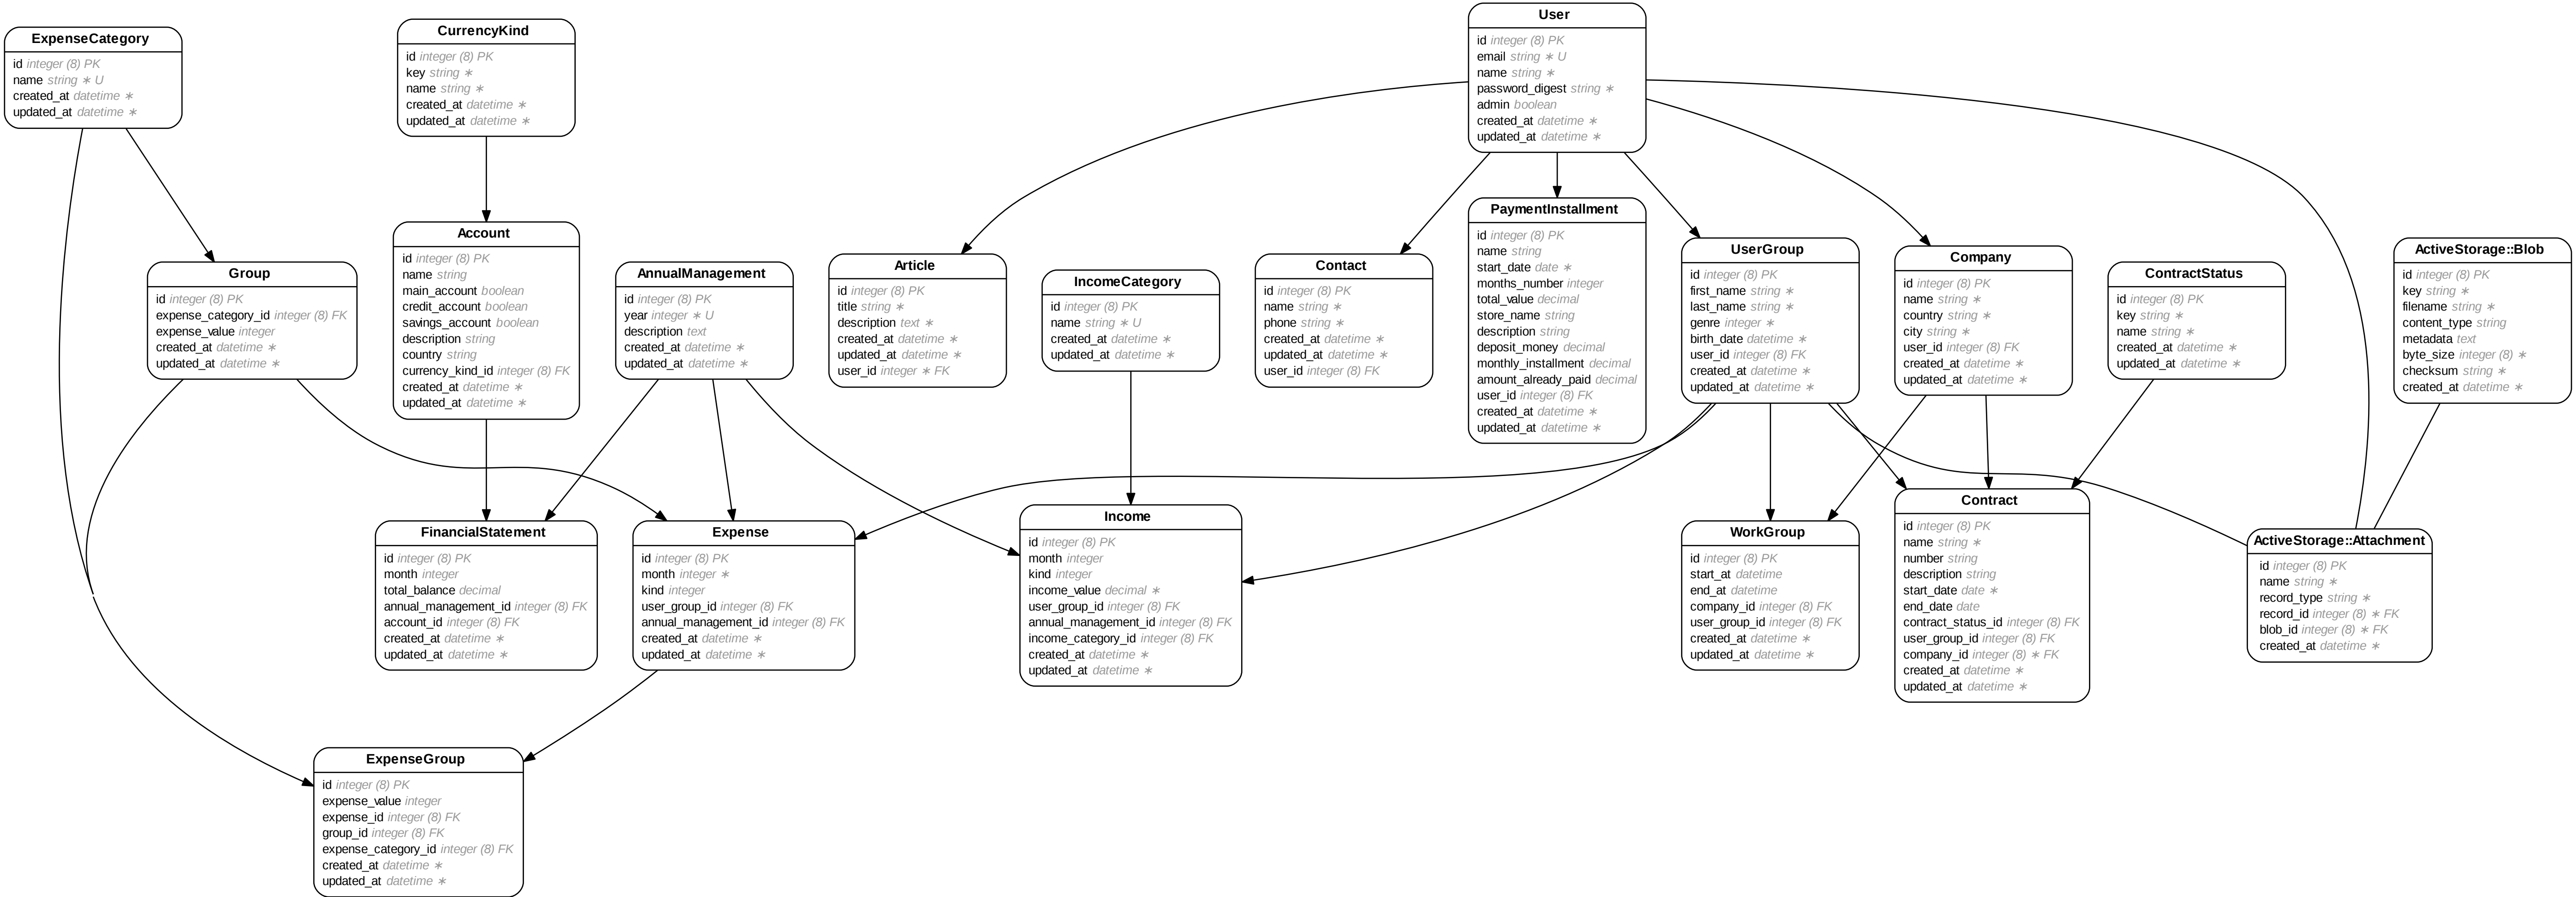 ExpenseCategory
id integer (8) PK
name string ∗ U
created_at datetime ∗
updated_at datetime ∗
CurrencyKind
id integer (8) PK
key string ∗
name string ∗
created_at datetime ∗
updated_at datetime ∗
User
id integer (8) PK
email string ∗ U
name string ∗
password_digest string ∗
admin boolean
created_at datetime ∗
updated_at datetime ∗
Group
id integer (8) PK
expense_category_id integer (8) FK
expense_value integer
created_at datetime ∗
updated_at datetime ∗
Account
id integer (8) PK
name string
main_account boolean
credit_account boolean
savings_account boolean
description string
country string
currency_kind_id integer (8) FK
created_at datetime ∗
updated_at datetime ∗
AnnualManagement
id integer (8) PK
year integer ∗ U
description text
created_at datetime ∗
updated_at datetime ∗
Article
id integer (8) PK
title string ∗
description text ∗
created_at datetime ∗
updated_at datetime ∗
user_id integer ∗ FK
IncomeCategory
id integer (8) PK
name string ∗ U
created_at datetime ∗
updated_at datetime ∗
Contact
id integer (8) PK
name string ∗
phone string ∗
created_at datetime ∗
updated_at datetime ∗
user_id integer (8) FK
PaymentInstallment
id integer (8) PK
name string
start_date date ∗
months_number integer
total_value decimal
store_name string
description string
deposit_money decimal
monthly_installment decimal
amount_already_paid decimal
user_id integer (8) FK
created_at datetime ∗
updated_at datetime ∗
UserGroup
id integer (8) PK
first_name string ∗
last_name string ∗
genre integer ∗
birth_date datetime ∗
user_id integer (8) FK
created_at datetime ∗
updated_at datetime ∗
Company
id integer (8) PK
name string ∗
country string ∗
city string ∗
user_id integer (8) FK
created_at datetime ∗
updated_at datetime ∗
ContractStatus
id integer (8) PK
key string ∗
name string ∗
created_at datetime ∗
updated_at datetime ∗
ActiveStorage::Blob
id integer (8) PK
key string ∗
filename string ∗
content_type string
metadata text
byte_size integer (8) ∗
checksum string ∗
created_at datetime ∗
FinancialStatement
id integer (8) PK
month integer
total_balance decimal
annual_management_id integer (8) FK
account_id integer (8) FK
created_at datetime ∗
updated_at datetime ∗
Expense
id integer (8) PK
month integer ∗
kind integer
user_group_id integer (8) FK
annual_management_id integer (8) FK
created_at datetime ∗
updated_at datetime ∗
Income
id integer (8) PK
month integer
kind integer
income_value decimal ∗
user_group_id integer (8) FK
annual_management_id integer (8) FK
income_category_id integer (8) FK
created_at datetime ∗
updated_at datetime ∗
WorkGroup
id integer (8) PK
start_at datetime
end_at datetime
company_id integer (8) FK
user_group_id integer (8) FK
created_at datetime ∗
updated_at datetime ∗
Contract
id integer (8) PK
name string ∗
number string
description string
start_date date ∗
end_date date
contract_status_id integer (8) FK
user_group_id integer (8) FK
company_id integer (8) ∗ FK
created_at datetime ∗
updated_at datetime ∗
ActiveStorage::Attachment
id integer (8) PK
name string ∗
record_type string ∗
record_id integer (8) ∗ FK
blob_id integer (8) ∗ FK
created_at datetime ∗
ExpenseGroup
id integer (8) PK
expense_value integer
expense_id integer (8) FK
group_id integer (8) FK
expense_category_id integer (8) FK
created_at datetime ∗
updated_at datetime ∗